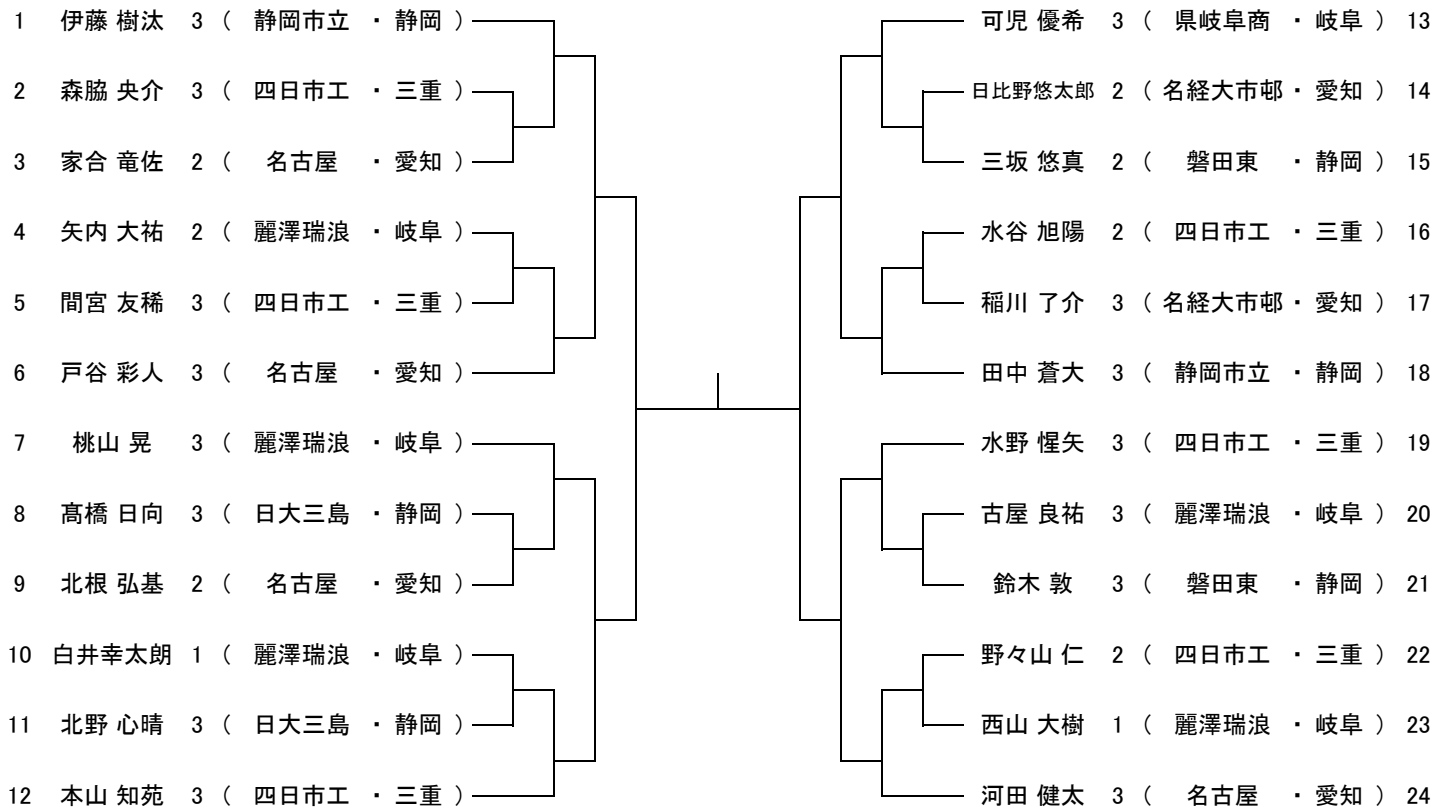 1 伊藤 樹汰 3 ( 静岡市立 ・ 静岡 )
2 森脇 央介 3 ( 四日市工 ・ 三重 )
3 家合 竜佐 2 ( 名古屋 ・ 愛知 )
4 矢内 大祐 2 ( 麗澤瑞浪 ・ 岐阜 )
5 間宮 友稀 3 ( 四日市工 ・ 三重 )
6 戸谷 彩人 3 ( 名古屋 ・ 愛知 )
7 桃山 晃 3 ( 麗澤瑞浪 ・ 岐阜 )
8 髙橋 日向 3 ( 日大三島 ・ 静岡 )
9 北根 弘基 2 ( 名古屋 ・ 愛知 )
10 白井幸太朗 1 ( 麗澤瑞浪 ・ 岐阜 )
11 北野 心晴 3 ( 日大三島 ・ 静岡 )
12 本山 知苑 3 ( 四日市工 ・ 三重 )
可児 優希 3 ( 県岐阜商 ・ 岐阜 ) 13
日比野悠太郎 2 ( 名経大市邨 ・ 愛知 ) 14
三坂 悠真 2 ( 磐田東 ・ 静岡 ) 15
水谷 旭陽 2 ( 四日市工 ・ 三重 ) 16
稲川 了介 3 ( 名経大市邨 ・ 愛知 ) 17
田中 蒼大 3 ( 静岡市立 ・ 静岡 ) 18
水野 惺矢 3 ( 四日市工 ・ 三重 ) 19
古屋 良祐 3 ( 麗澤瑞浪 ・ 岐阜 ) 20
鈴木 敦 3 ( 磐田東 ・ 静岡 ) 21
野々山 仁 2 ( 四日市工 ・ 三重 ) 22
西山 大樹 1 ( 麗澤瑞浪 ・ 岐阜 ) 23
河田 健太 3 ( 名古屋 ・ 愛知 ) 24